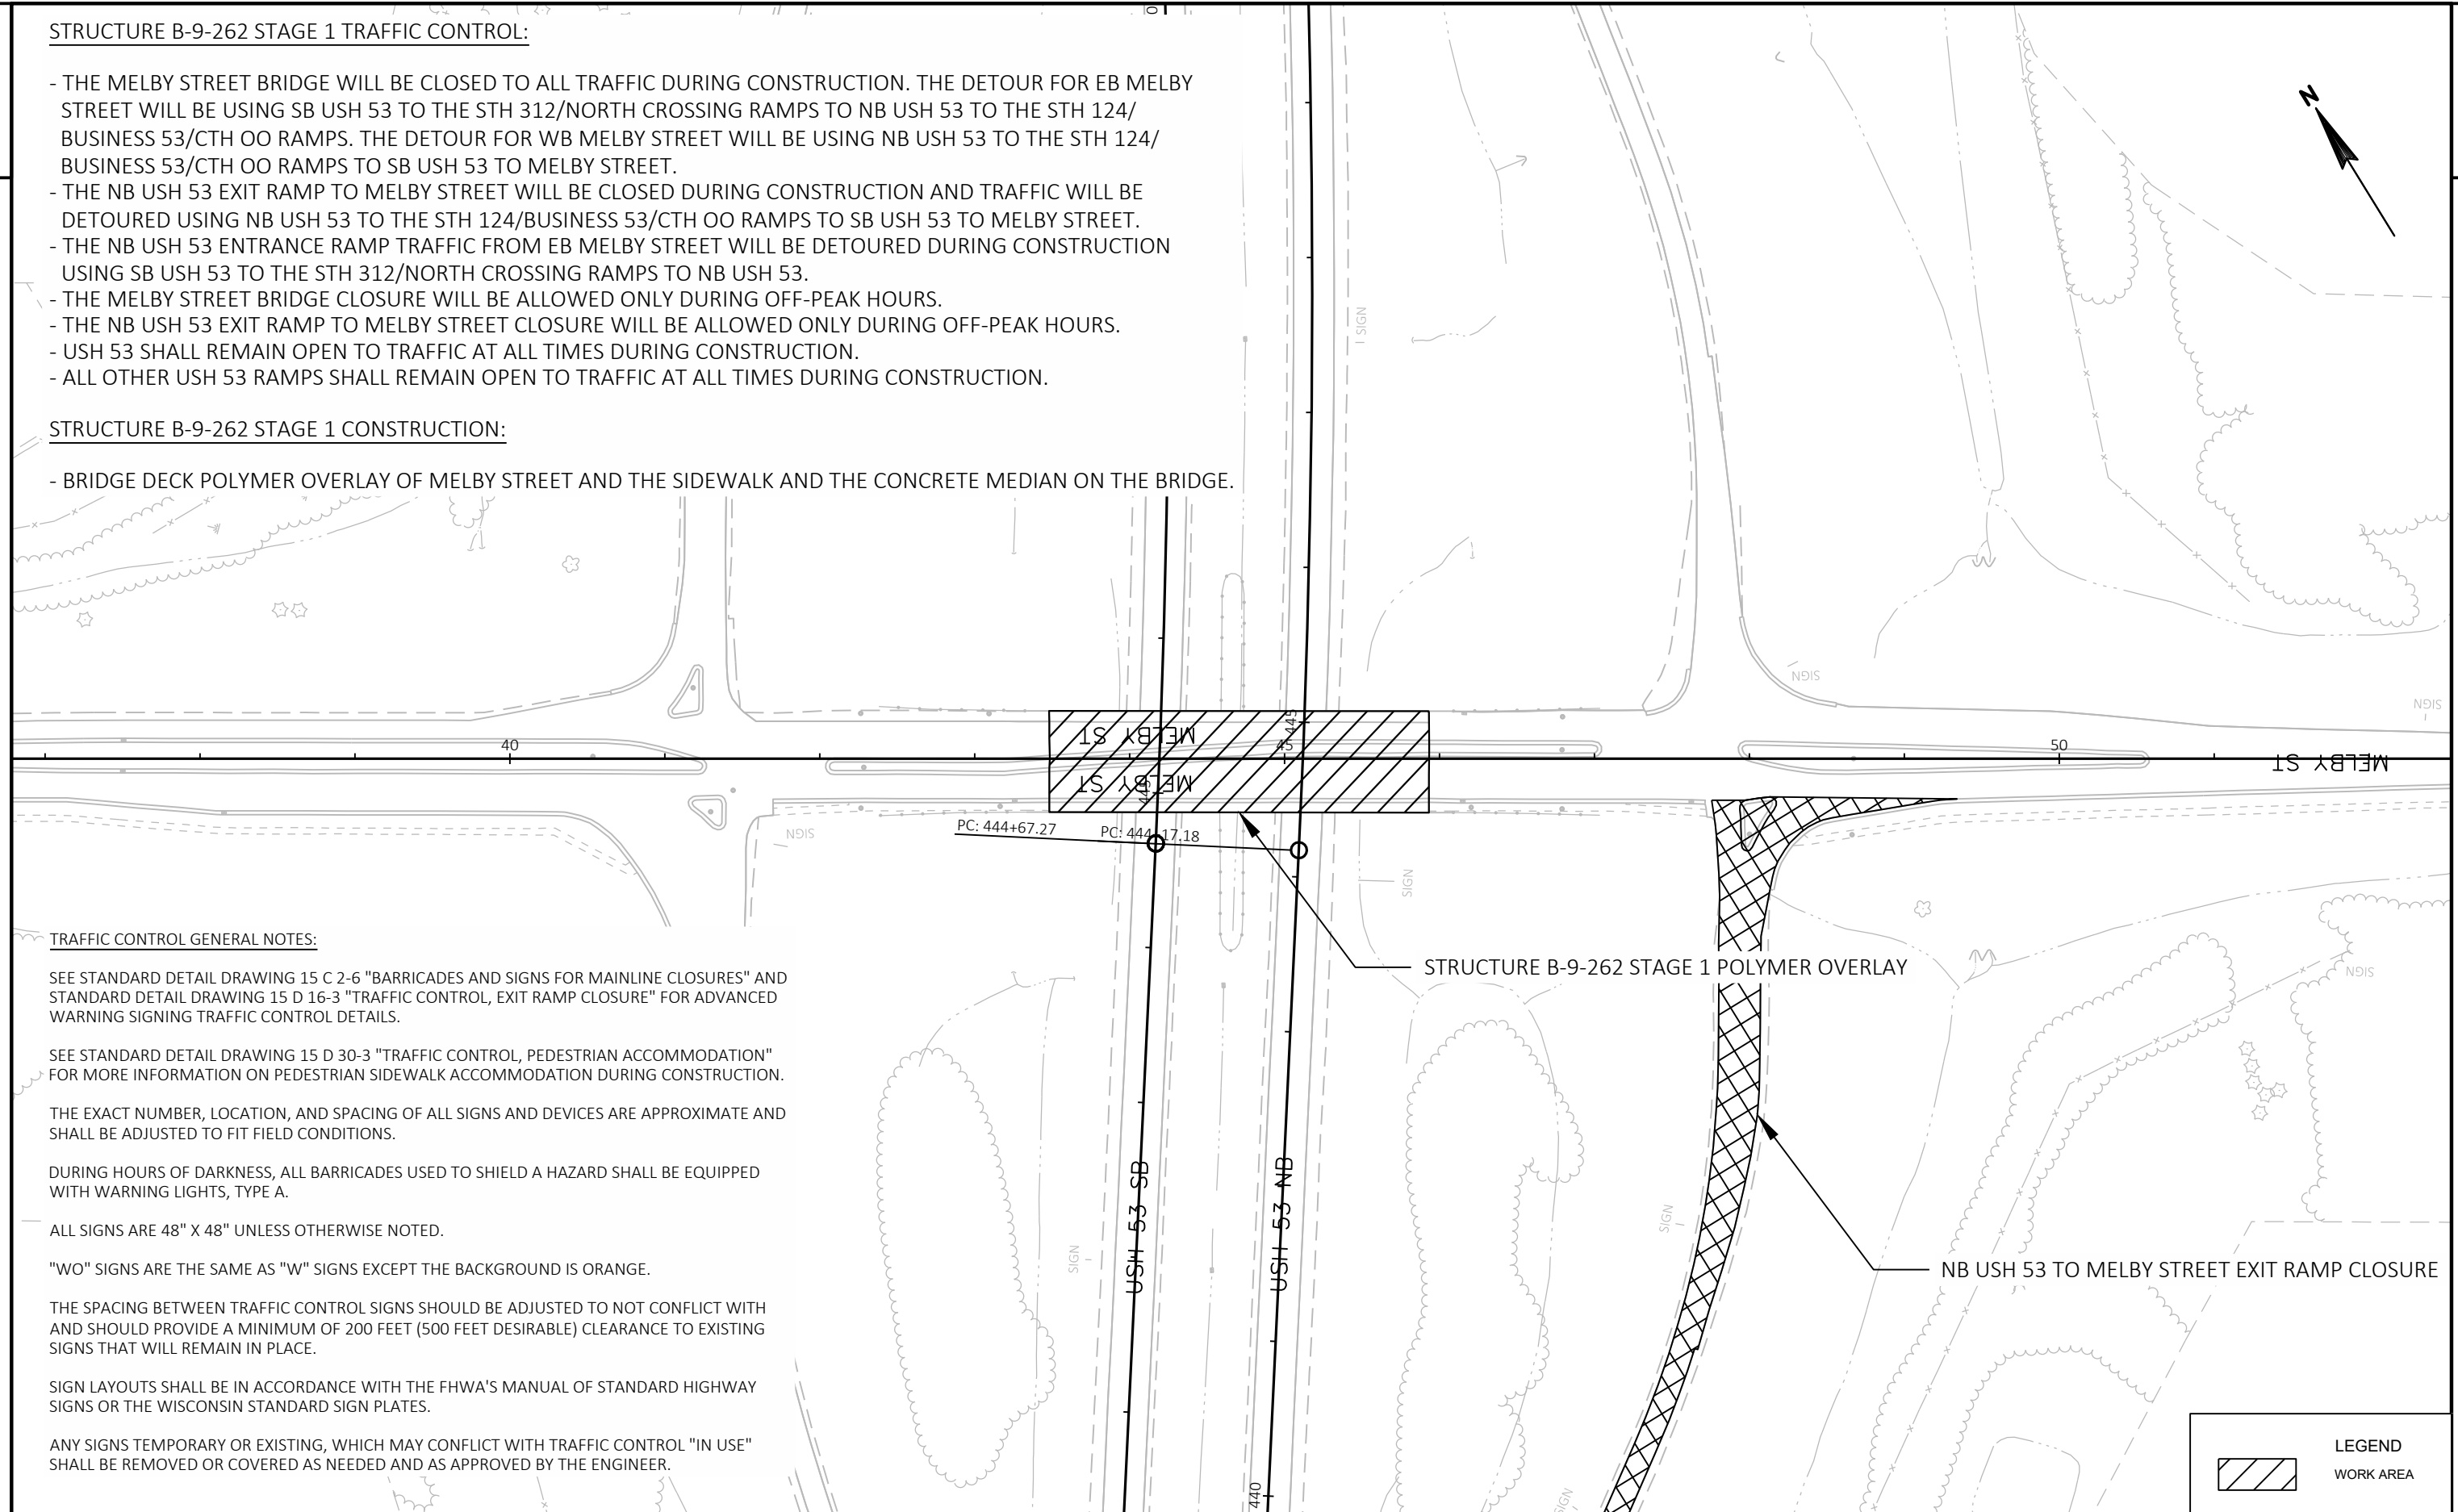 STRUCTURE B-9-262 STAGE 1 TRAFFIC CONTROL:
- THE MELBY STREET BRIDGE WILL BE CLOSED TO ALL TRAFFIC DURING CONSTRUCTION. THE DETOUR FOR EB MELBY
STREET WILL BE USING SB USH 53 TO THE STH 312/NORTH CROSSING RAMPS TO NB USH 53 TO THE STH 124/
BUSINESS 53/CTH OO RAMPS. THE DETOUR FOR WB MELBY STREET WILL BE USING NB USH 53 TO THE STH 124/
BUSINESS 53/CTH OO RAMPS TO SB USH 53 TO MELBY STREET.
- THE NB USH 53 EXIT RAMP TO MELBY STREET WILL BE CLOSED DURING CONSTRUCTION AND TRAFFIC WILL BE
DETOURED USING NB USH 53 TO THE STH 124/BUSINESS 53/CTH OO RAMPS TO SB USH 53 TO MELBY STREET.
- THE NB USH 53 ENTRANCE RAMP TRAFFIC FROM EB MELBY STREET WILL BE DETOURED DURING CONSTRUCTION
USING SB USH 53 TO THE STH 312/NORTH CROSSING RAMPS TO NB USH 53.
- THE MELBY STREET BRIDGE CLOSURE WILL BE ALLOWED ONLY DURING OFF-PEAK HOURS.
- THE NB USH 53 EXIT RAMP TO MELBY STREET CLOSURE WILL BE ALLOWED ONLY DURING OFF-PEAK HOURS.
- USH 53 SHALL REMAIN OPEN TO TRAFFIC AT ALL TIMES DURING CONSTRUCTION.
- ALL OTHER USH 53 RAMPS SHALL REMAIN OPEN TO TRAFFIC AT ALL TIMES DURING CONSTRUCTION.
STRUCTURE B-9-262 STAGE 1 CONSTRUCTION:
- BRIDGE DECK POLYMER OVERLAY OF MELBY STREET AND THE SIDEWALK AND THE CONCRETE MEDIAN ON THE BRIDGE.
N
SIGN
SIGN
SIGN
40
MELBY ST
445
45
50
MELBY ST
MELBY ST
445
SIGN
PC: 444+67.27
PC: 444+17.18
SIGN
STRUCTURE B-9-262 STAGE 1 POLYMER OVERLAY
SIGN
TRAFFIC CONTROL GENERAL NOTES:
SEE STANDARD DETAIL DRAWING 15 C 2-6 "BARRICADES AND SIGNS FOR MAINLINE CLOSURES" AND
STANDARD DETAIL DRAWING 15 D 16-3 "TRAFFIC CONTROL, EXIT RAMP CLOSURE" FOR ADVANCED
WARNING SIGNING TRAFFIC CONTROL DETAILS.
SEE STANDARD DETAIL DRAWING 15 D 30-3 "TRAFFIC CONTROL, PEDESTRIAN ACCOMMODATION"
FOR MORE INFORMATION ON PEDESTRIAN SIDEWALK ACCOMMODATION DURING CONSTRUCTION.
THE EXACT NUMBER, LOCATION, AND SPACING OF ALL SIGNS AND DEVICES ARE APPROXIMATE AND
SHALL BE ADJUSTED TO FIT FIELD CONDITIONS.
DURING HOURS OF DARKNESS, ALL BARRICADES USED TO SHIELD A HAZARD SHALL BE EQUIPPED
WITH WARNING LIGHTS, TYPE A.
ALL SIGNS ARE 48" X 48" UNLESS OTHERWISE NOTED.
"WO" SIGNS ARE THE SAME AS "W" SIGNS EXCEPT THE BACKGROUND IS ORANGE.
THE SPACING BETWEEN TRAFFIC CONTROL SIGNS SHOULD BE ADJUSTED TO NOT CONFLICT WITH
AND SHOULD PROVIDE A MINIMUM OF 200 FEET (500 FEET DESIRABLE) CLEARANCE TO EXISTING
SIGNS THAT WILL REMAIN IN PLACE.
SIGN LAYOUTS SHALL BE IN ACCORDANCE WITH THE FHWA'S MANUAL OF STANDARD HIGHWAY
SIGNS OR THE WISCONSIN STANDARD SIGN PLATES.
ANY SIGNS TEMPORARY OR EXISTING, WHICH MAY CONFLICT WITH TRAFFIC CONTROL "IN USE"
SHALL BE REMOVED OR COVERED AS NEEDED AND AS APPROVED BY THE ENGINEER.
USH 53 SB
USH 53 NB
SIGN
SIGN
NB USH 53 TO MELBY STREET EXIT RAMP CLOSURE
440
SIGN
LEGEND
WORK AREA